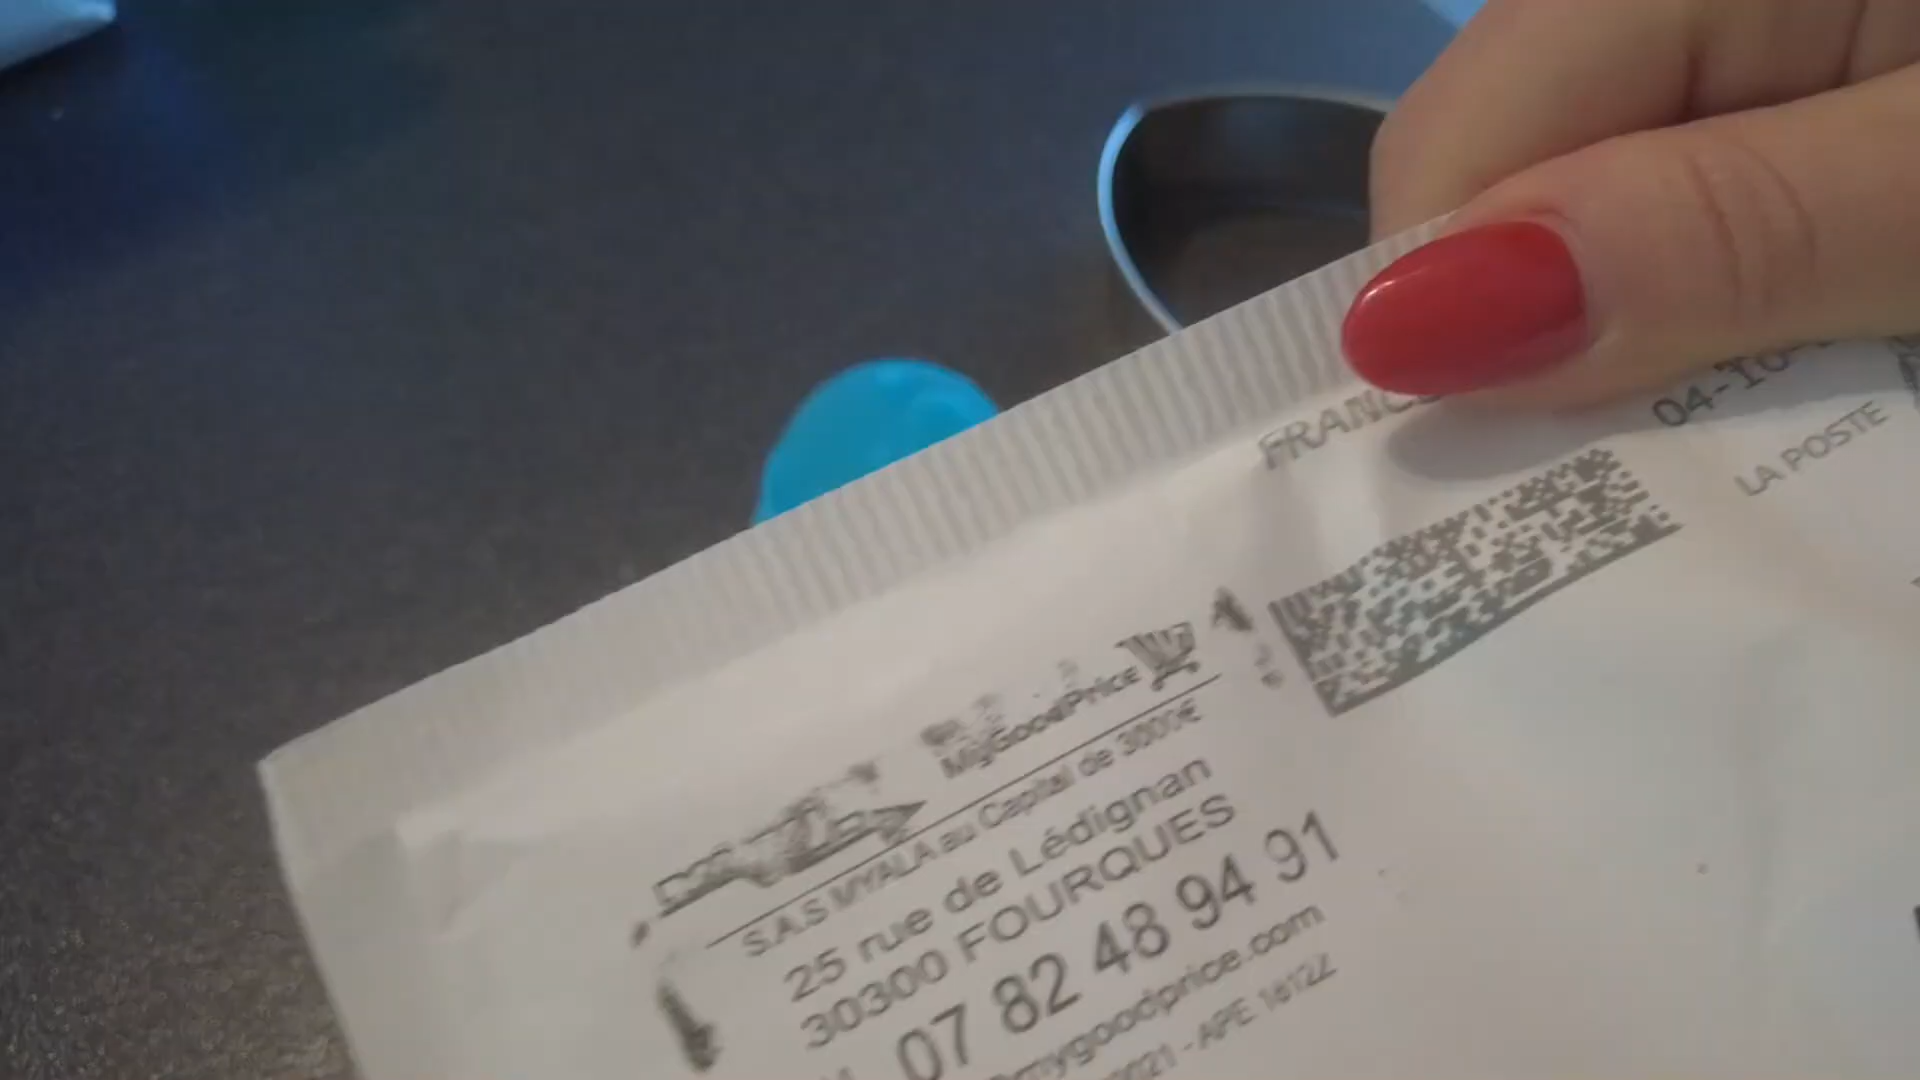 FRANCE
04-10-
LA POSTE
MyGoodPrice
S.A.S MYALA au Capital de 3000€
25 rue de Lédignan
30300 FOURQUES
07 82 48 94 91
mygoodprice.com
0021 - APE